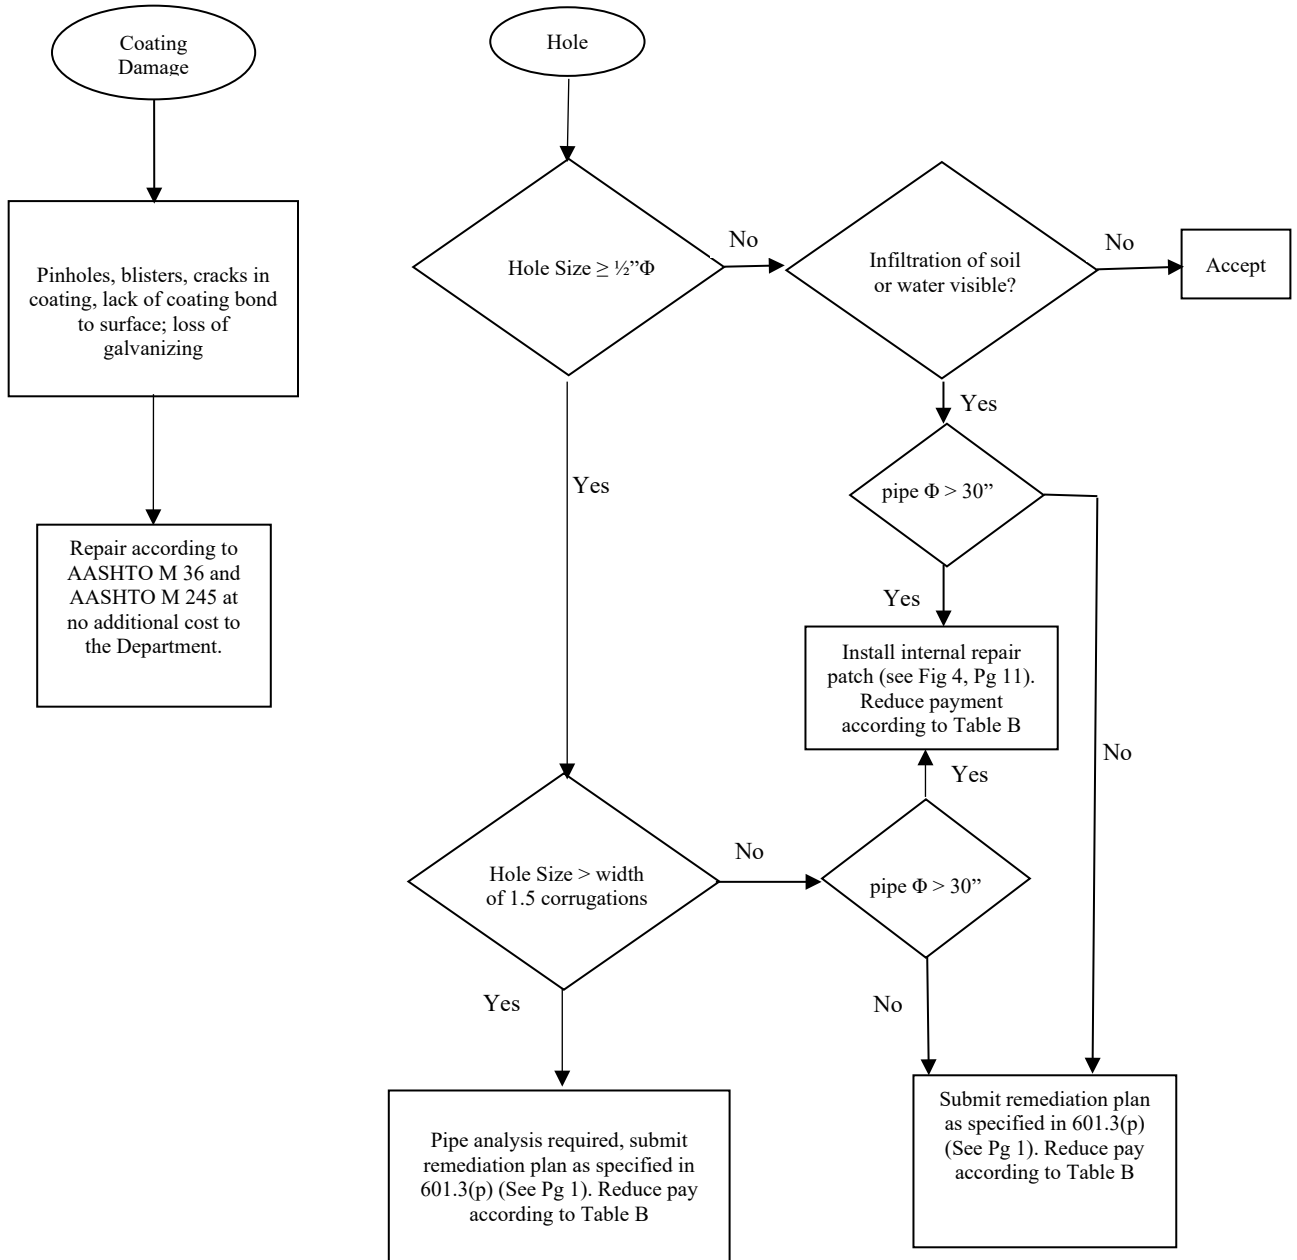 Coating
Damage
Pinholes, blisters, cracks in
coating, lack of coating bond
to surface; loss of
galvanizing
Repair according to
AASHTO M 36 and
AASHTO M 245 at
no additional cost to
the Department.
Hole
Hole Size ≥ ½”Φ
No
Infiltration of soil
or water visible?
No
Accept
Yes
pipe Φ > 30”
Yes
Yes
Install internal repair
patch (see Fig 4, Pg 11).
Reduce payment
according to Table B
No
Yes
Hole Size > width
of 1.5 corrugations
No
pipe Φ > 30”
Yes
No
Pipe analysis required, submit
remediation plan as specified in
601.3(p) (See Pg 1). Reduce pay
according to Table B
Submit remediation plan
as specified in 601.3(p)
(See Pg 1). Reduce pay
according to Table B